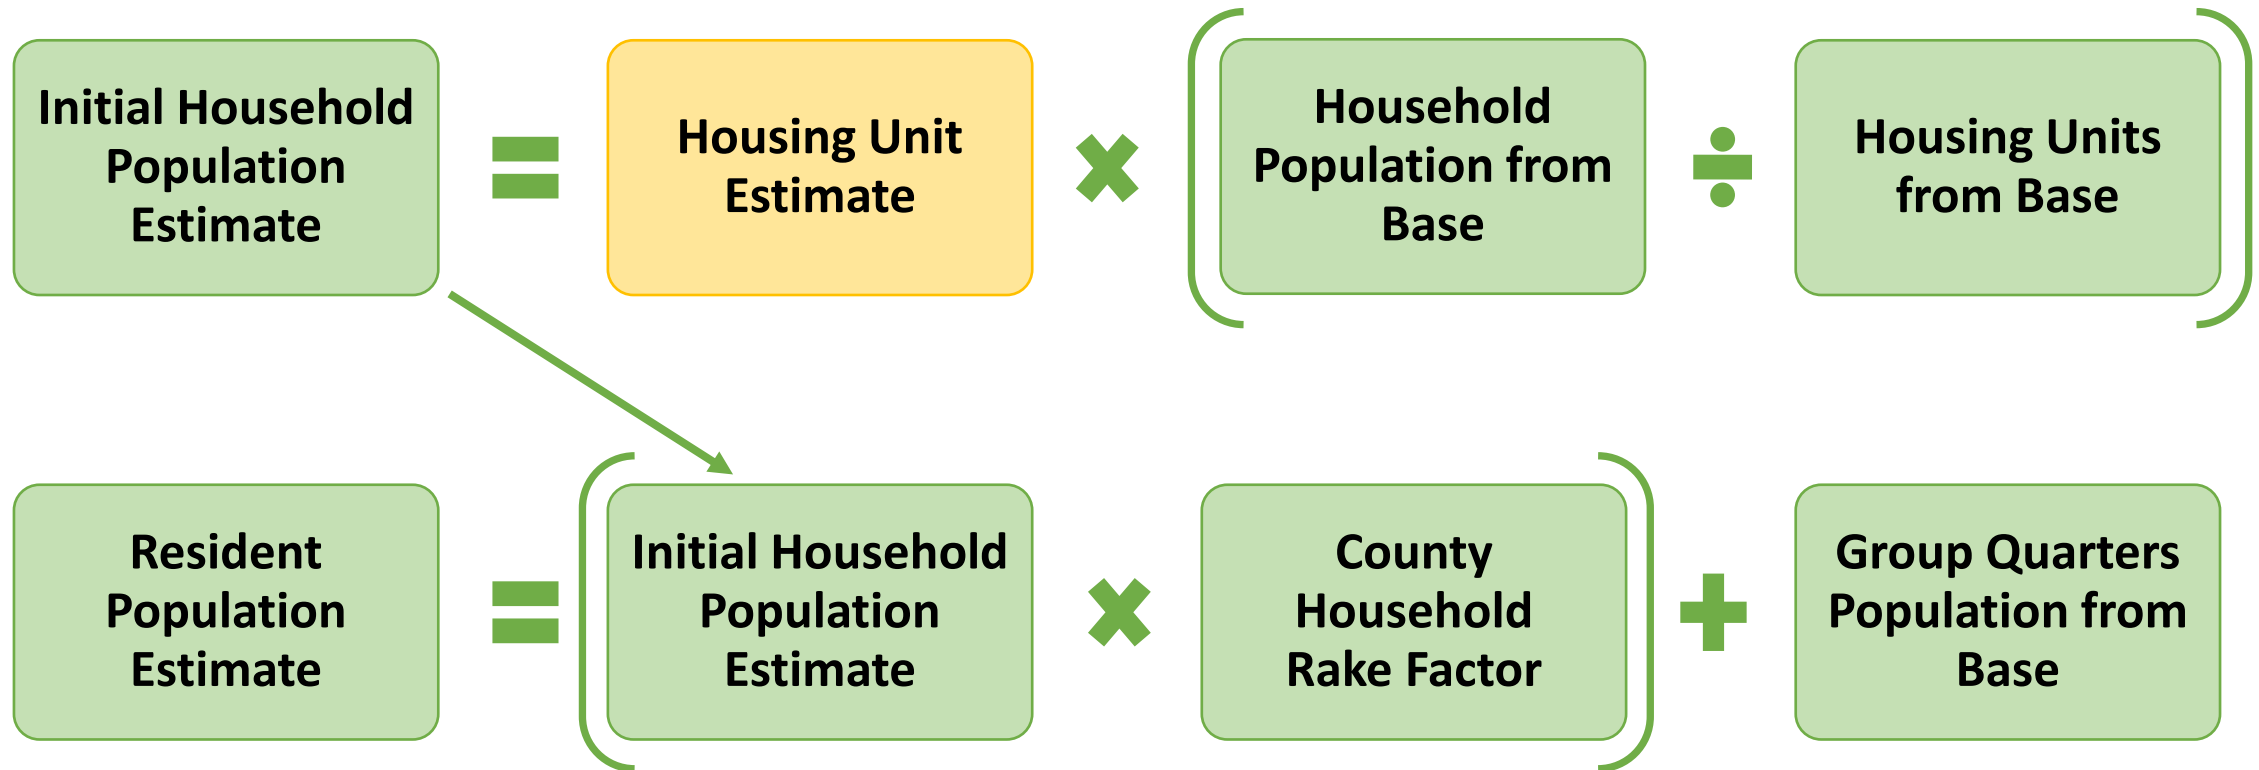 Initial Household
Population
Estimate
=
Housing Unit
Estimate
×
(
Household
Population from
Base
÷
Housing Units
from Base
)
Resident
Population
Estimate
=
(
Initial Household
Population
Estimate
×
County
Household
Rake Factor
)
+
Group Quarters
Population from
Base